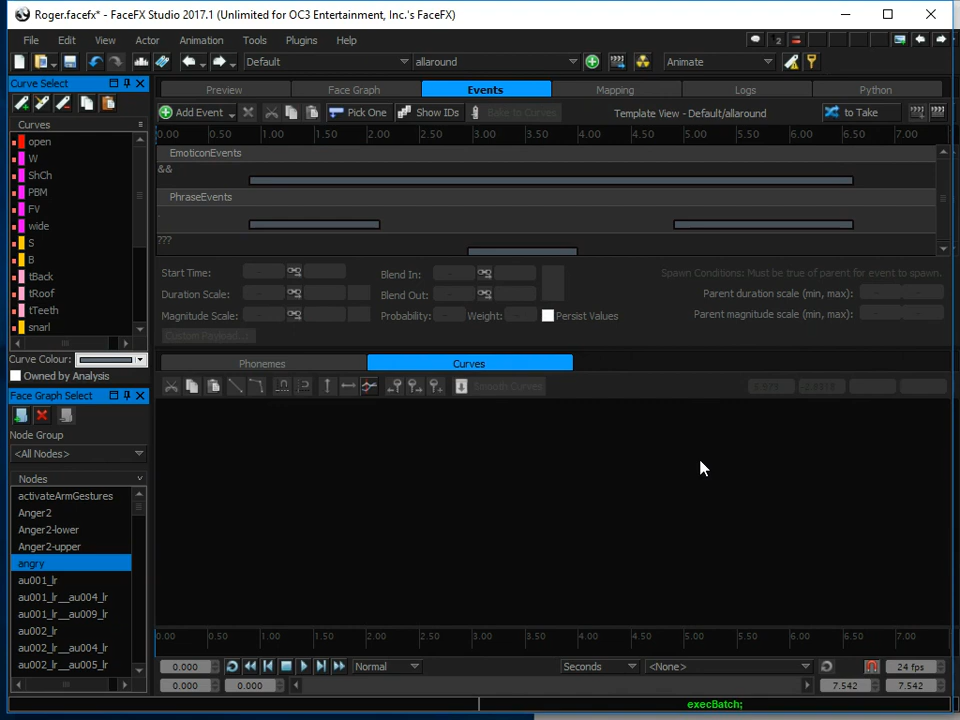 Roger.facefx* - FaceFX Studio 2017.1 (Unlimited for OC3 Entertainment, Inc.'s FaceFX)
File Edit View Actor Animation Tools Plugins Help
Default allaround Animate
Curve Select
Preview Face Graph Events Mapping Logs Python
Add Event Pick One Show IDs Bake to Curves Template View - Default/allaround to Take
Curves
0.00 0.50 1.00 1.50 2.00 2.50 3.00 3.50 4.00 4.50 5.00 5.50 6.00 6.50 7.00
open
W
ShCh
PBM
FV
wide
S
B
tBack
tRoof
tTeeth
snarl
EmoticonEvents
&&
PhraseEvents
.
???
Start Time:
Duration Scale:
Magnitude Scale:
Custom Payload...
Blend In:
Blend Out:
Probability: Weight: Persist Values
Spawn Conditions: Must be true of parent for event to spawn.
Parent duration scale (min, max):
Parent magnitude scale (min, max):
Curve Colour:
Owned by Analysis
Phonemes Curves
Smooth Curves
Face Graph Select
Node Group
<All Nodes>
Nodes
activateArmGestures
Anger2
Anger2-lower
Anger2-upper
angry
au001_lr
au001_lr__au004_lr
au001_lr__au009_lr
au002_lr
au002_lr__au004_lr
au002_lr__au005_lr
0.00 0.50 1.00 1.50 2.00 2.50 3.00 3.50 4.00 4.50 5.00 5.50 6.00 6.50 7.00
0.000 Normal Seconds <None> 24 fps
0.000 0.000 7.542 7.542
execBatch;